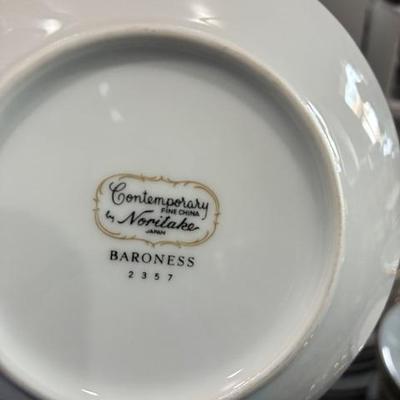 Contemporary
FINE CHINA
by Noritake
JAPAN
BARONESS
2357